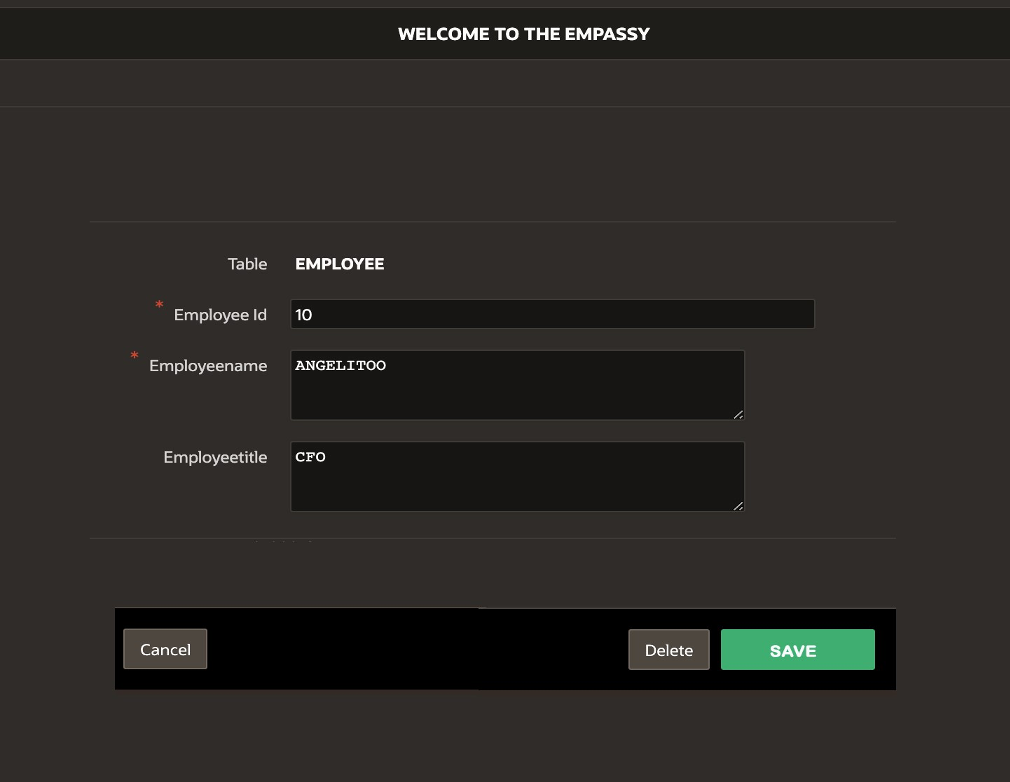 WELCOME TO THE EMPASSY
Table EMPLOYEE
* Employee Id 10
* Employeename ANGELITOO
Employeetitle CFO
Cancel Delete SAVE